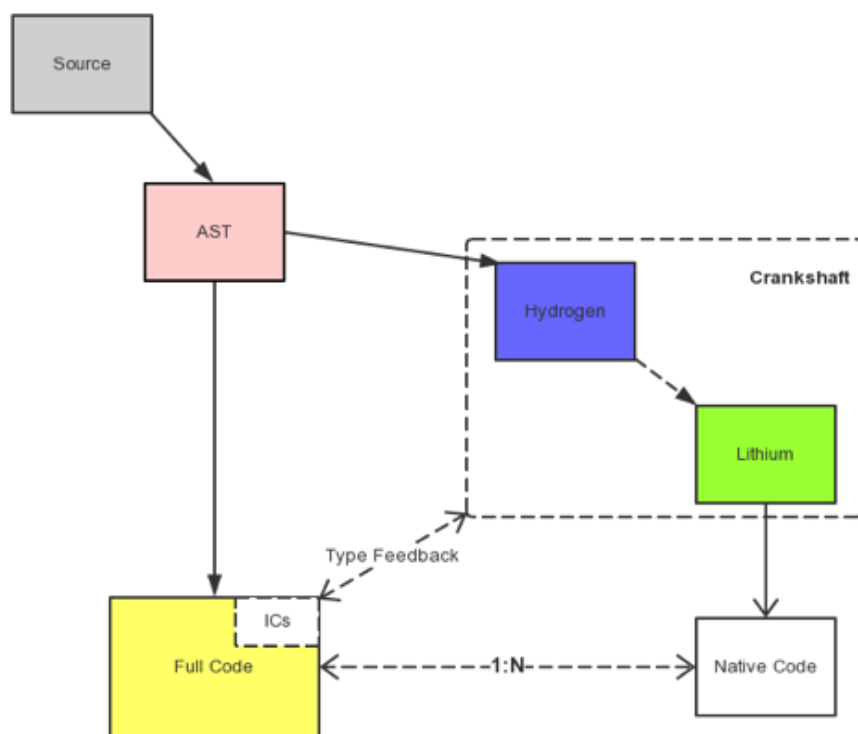 Source
AST
Crankshaft
Hydrogen
Lithium
Type Feedback
ICs
Full Code
1:N
Native Code